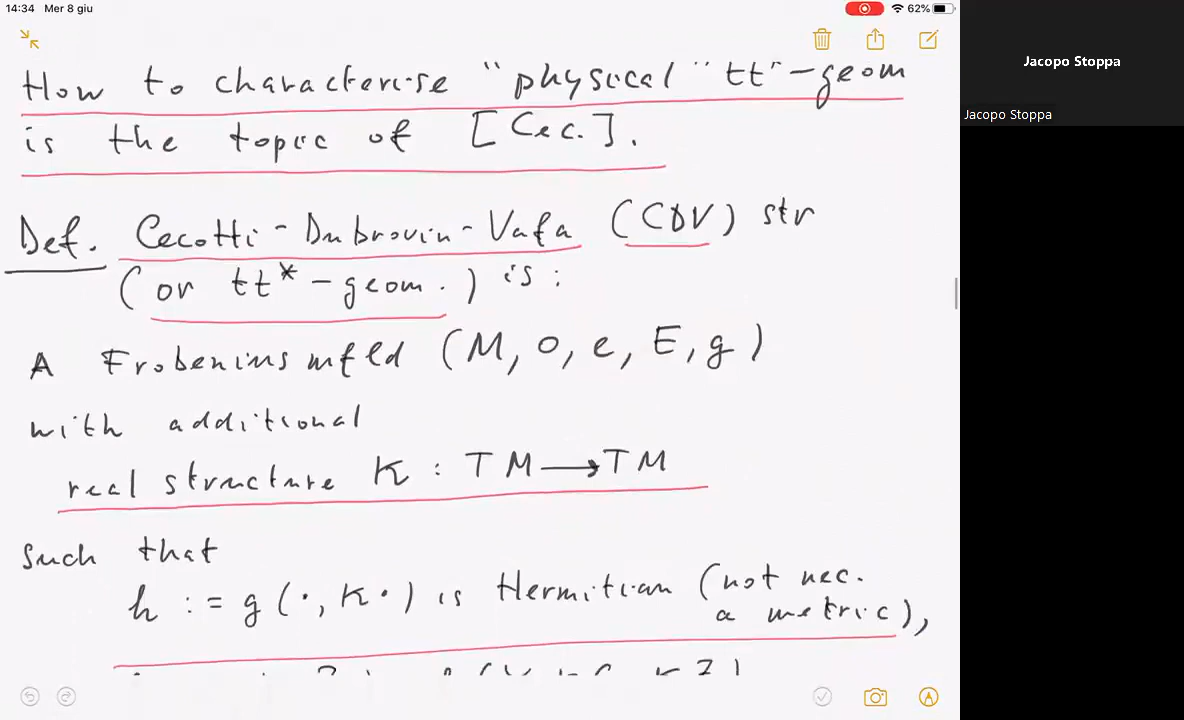 14:34 Mer 8 giu
62%
How to characterise "physical" tt*-geom
is the topic of [Cec.].
Def. Cecotti-Dubrovin-Vafa (CDV) str
(or tt*-geom.) is:
A Frobenius mfld (M, o, e, E, g)
with additional
real structure K : TM → TM
Such that
h := g(·, K·) is Hermitian (not nec.
a metric),
Jacopo Stoppa
Jacopo Stoppa